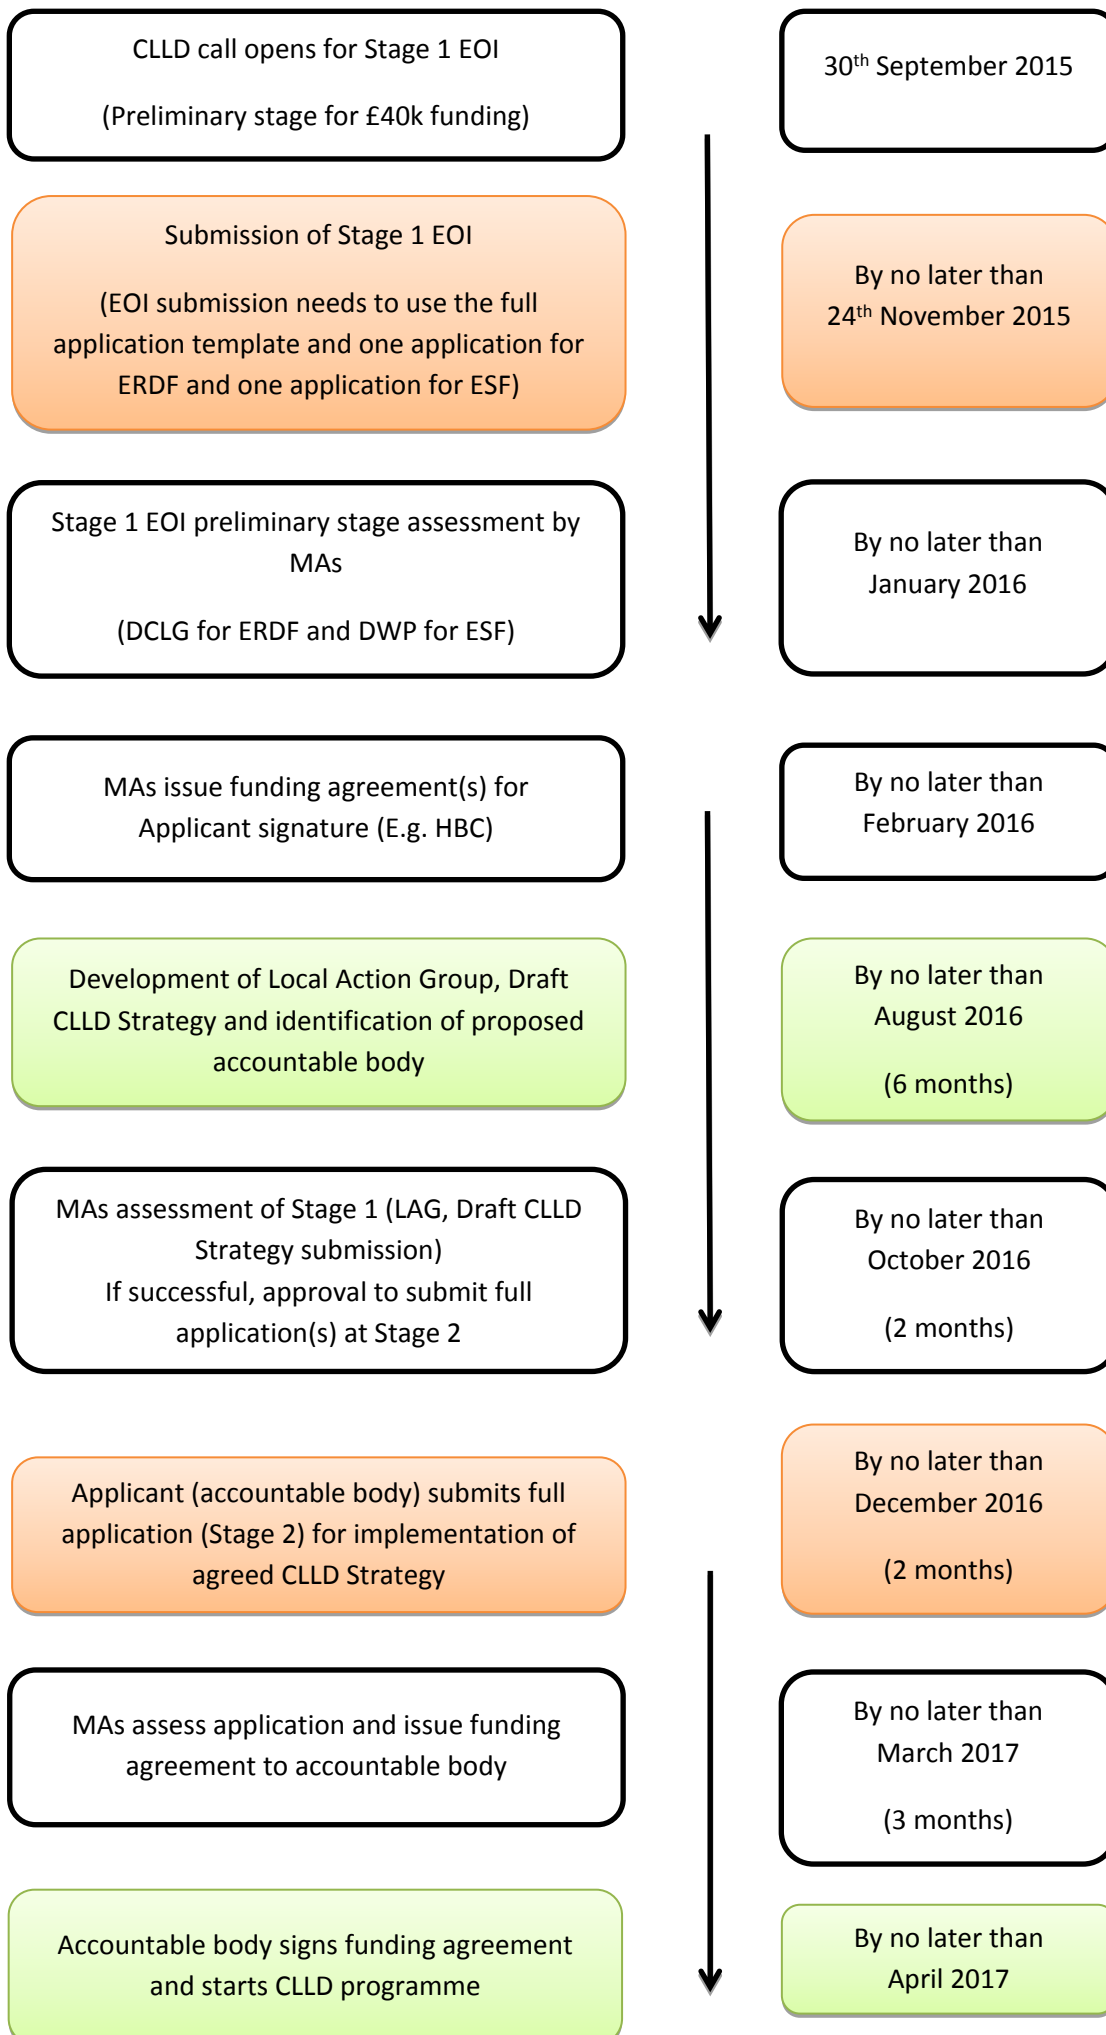 CLLD call opens for Stage 1 EOI
(Preliminary stage for £40k funding)
30th September 2015
Submission of Stage 1 EOI
(EOI submission needs to use the full
application template and one application for
ERDF and one application for ESF)
By no later than
24th November 2015
Stage 1 EOI preliminary stage assessment by
MAs
(DCLG for ERDF and DWP for ESF)
By no later than
January 2016
MAs issue funding agreement(s) for
Applicant signature (E.g. HBC)
By no later than
February 2016
Development of Local Action Group, Draft
CLLD Strategy and identification of proposed
accountable body
By no later than
August 2016
(6 months)
MAs assessment of Stage 1 (LAG, Draft CLLD
Strategy submission)
If successful, approval to submit full
application(s) at Stage 2
By no later than
October 2016
(2 months)
Applicant (accountable body) submits full
application (Stage 2) for implementation of
agreed CLLD Strategy
By no later than
December 2016
(2 months)
MAs assess application and issue funding
agreement to accountable body
By no later than
March 2017
(3 months)
Accountable body signs funding agreement
and starts CLLD programme
By no later than
April 2017